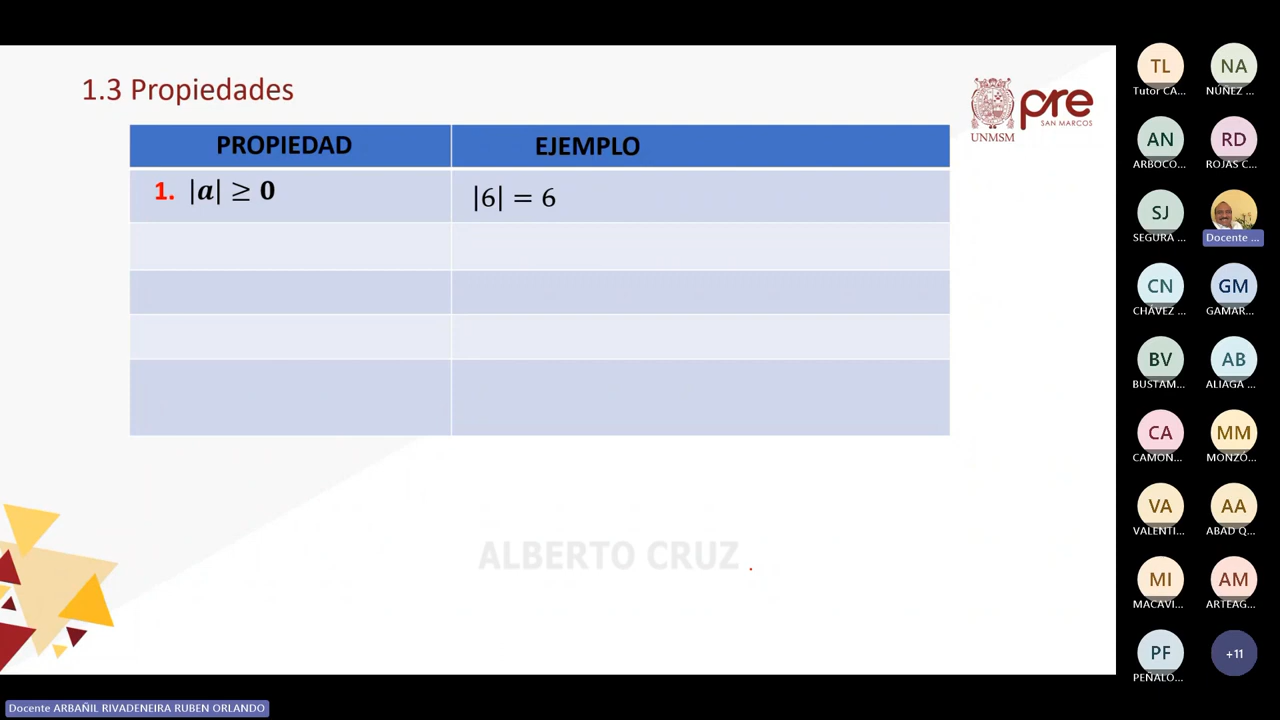 1.3 Propiedades
UNMSM
pre
SAN MARCOS
PROPIEDAD
EJEMPLO
1. |a| ≥ 0
|6| = 6
ALBERTO CRUZ
TL
Tutor CA...
NA
NÚÑEZ ...
AN
ARBOCO...
RD
ROJAS C...
SJ
SEGURA ...
Docente ...
CN
CHÁVEZ ...
GM
GAMAR...
BV
BUSTAM...
AB
ALIAGA ...
CA
CAMON...
MM
MONZÓ...
VA
VALENTI...
AA
ABAD Q...
MI
MACAVI...
AM
ARTEAG...
PF
PEÑALO...
+11
Docente ARBAÑIL RIVADENEIRA RUBEN ORLANDO